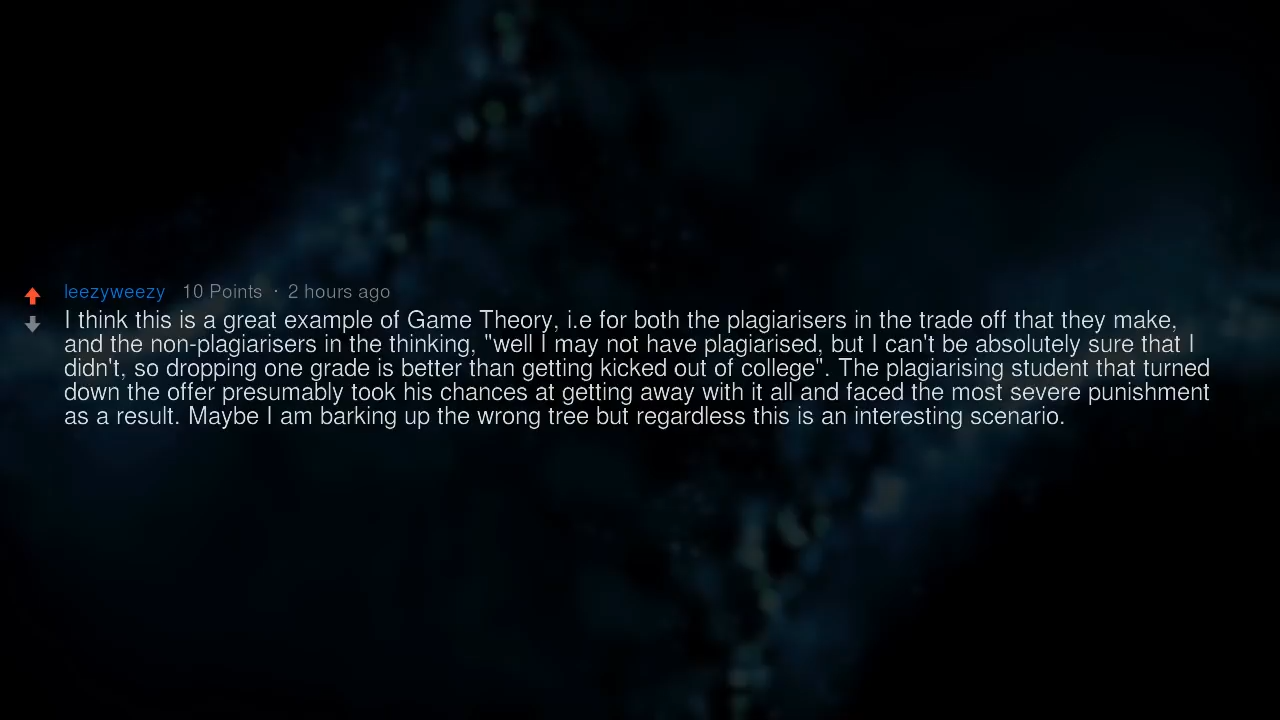 leezyweezy 10 Points · 2 hours ago
I think this is a great example of Game Theory, i.e for both the plagiarisers in the trade off that they make,
and the non-plagiarisers in the thinking, "well I may not have plagiarised, but I can't be absolutely sure that I
didn't, so dropping one grade is better than getting kicked out of college". The plagiarising student that turned
down the offer presumably took his chances at getting away with it all and faced the most severe punishment
as a result. Maybe I am barking up the wrong tree but regardless this is an interesting scenario.